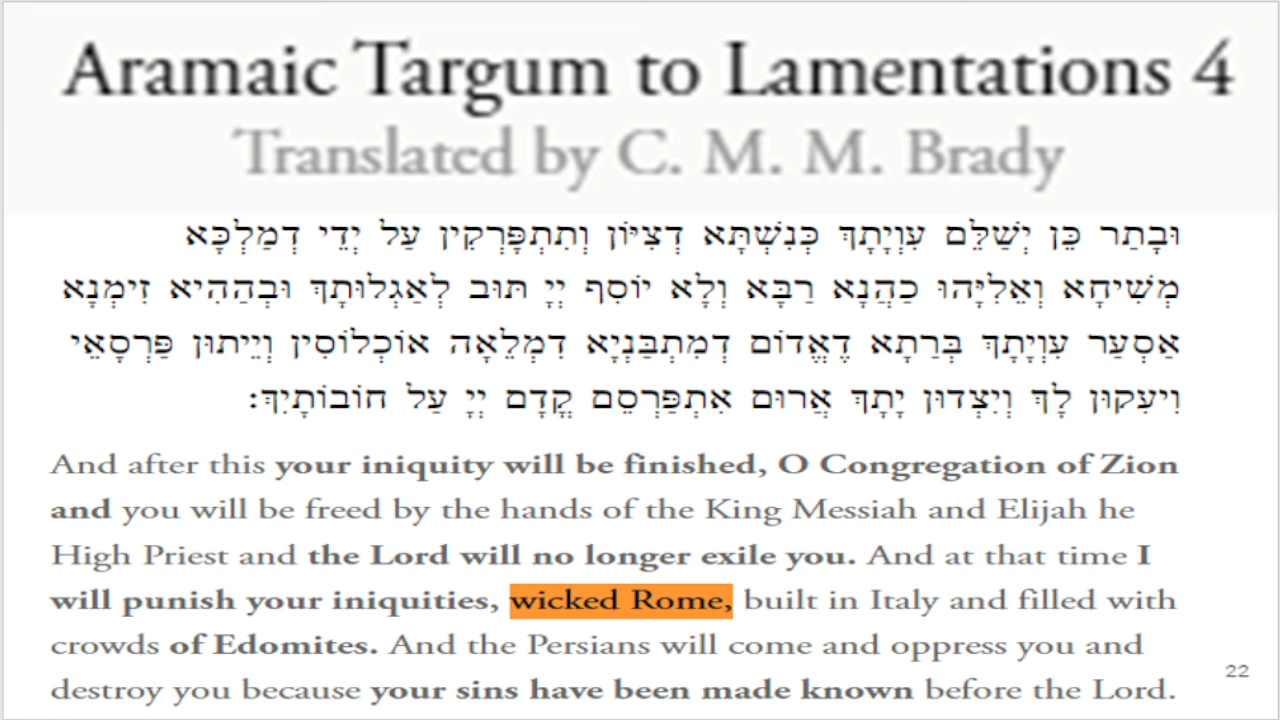 Aramaic Targum to Lamentations 4
Translated by C. M. M. Brady
וּבָתַר כֵּן יְשַׁלֵּם עִוְיָתָךְ כְּנִשְׁתָּא דְצִיּוֹן וְתִתְפָּרְקִין עַל יְדֵי דְמַלְכָּא
מְשִׁיחָא וְאֵלִיָּהוּ כַהֲנָא רַבָּא וְלָא יוֹסִף יְיָ תּוּב לְאַגְלוּתָךְ וּבְהַהִיא זִימְנָא
אַסְעַר עִוְיָתָךְ בְּרַתָא דֶאֱדוֹם דְמִתְבַּנְיָא דִמְלֵאָה אוֹכְלוֹסִין וְיֵיתוּן פַּרְסָאֵי
וִיעִקוּן לָךְ וְיִצְדוּן יָתָךְ אֲרוּם אִתְפַּרְסֵם קֳדָם יְיָ עַל חוֹבוֹתָיִךְ:
And after this your iniquity will be finished, O Congregation of Zion
and you will be freed by the hands of the King Messiah and Elijah he
High Priest and the Lord will no longer exile you. And at that time I
will punish your iniquities, wicked Rome, built in Italy and filled with
crowds of Edomites. And the Persians will come and oppress you and
destroy you because your sins have been made known before the Lord.
22